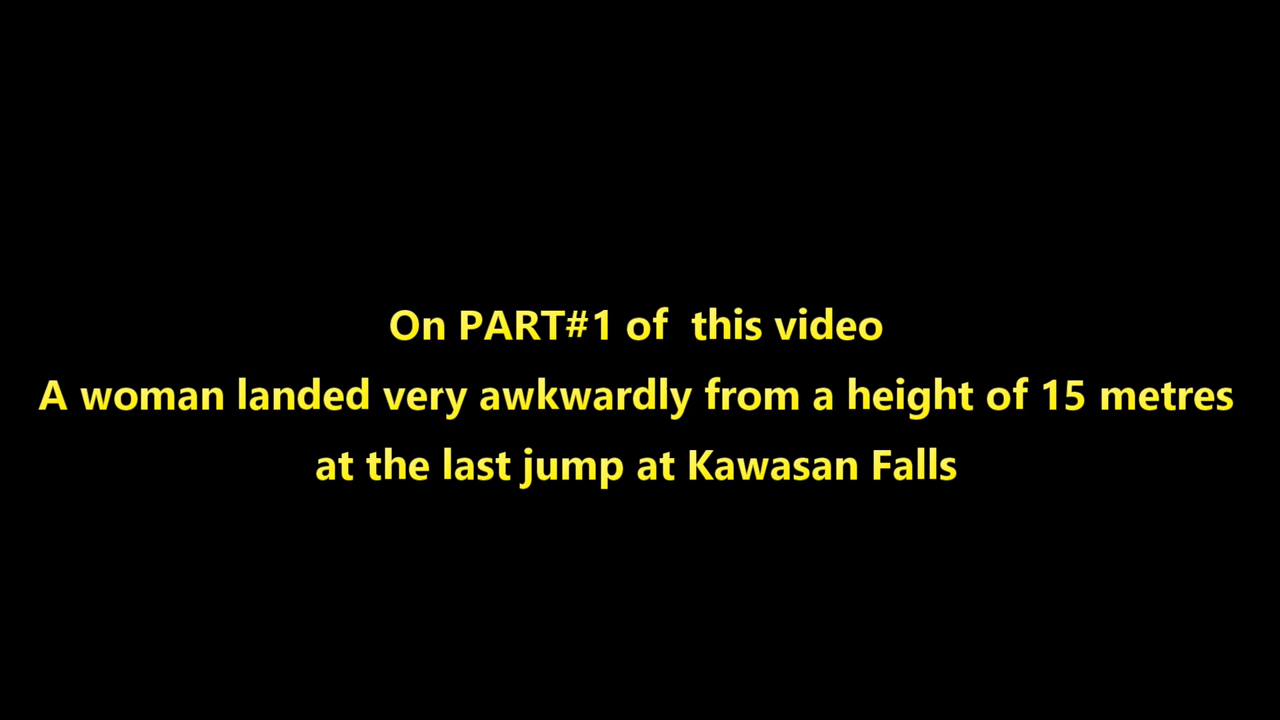 On PART#1 of  this video
A woman landed very awkwardly from a height of 15 metres
at the last jump at Kawasan Falls